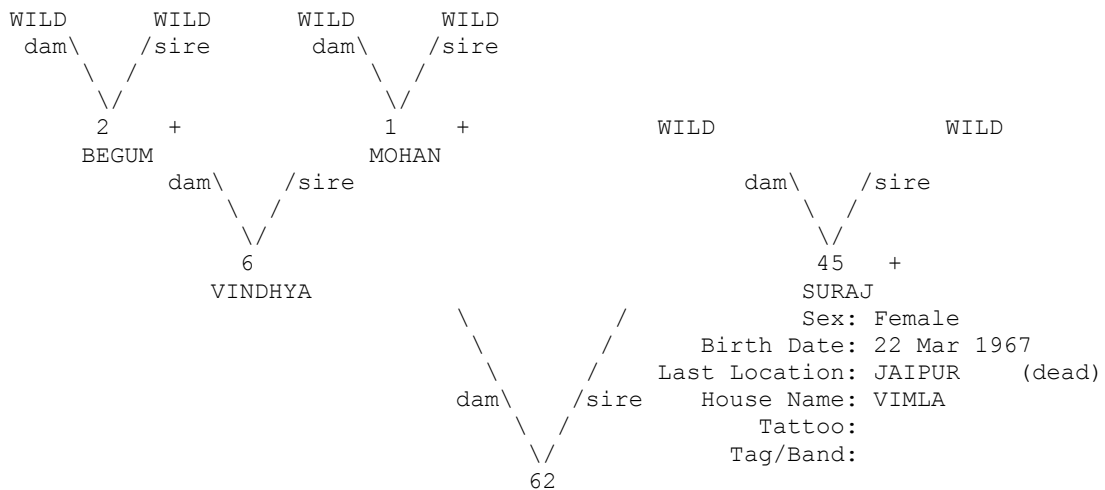 WILD WILD WILD WILD
dam\ /sire dam\ /sire
\ / \ /
\ / \ /
\/ \/
2 + 1 + WILD WILD
BEGUM MOHAN
dam\ /sire dam\ /sire
\ / \ /
\ / \ /
\/ \/
6 45 +
VINDHYA SURAJ
\ / Sex: Female
\ / Birth Date: 22 Mar 1967
\ / Last Location: JAIPUR (dead)
dam\ /sire House Name: VIMLA
\ / Tattoo:
\/ Tag/Band:
62